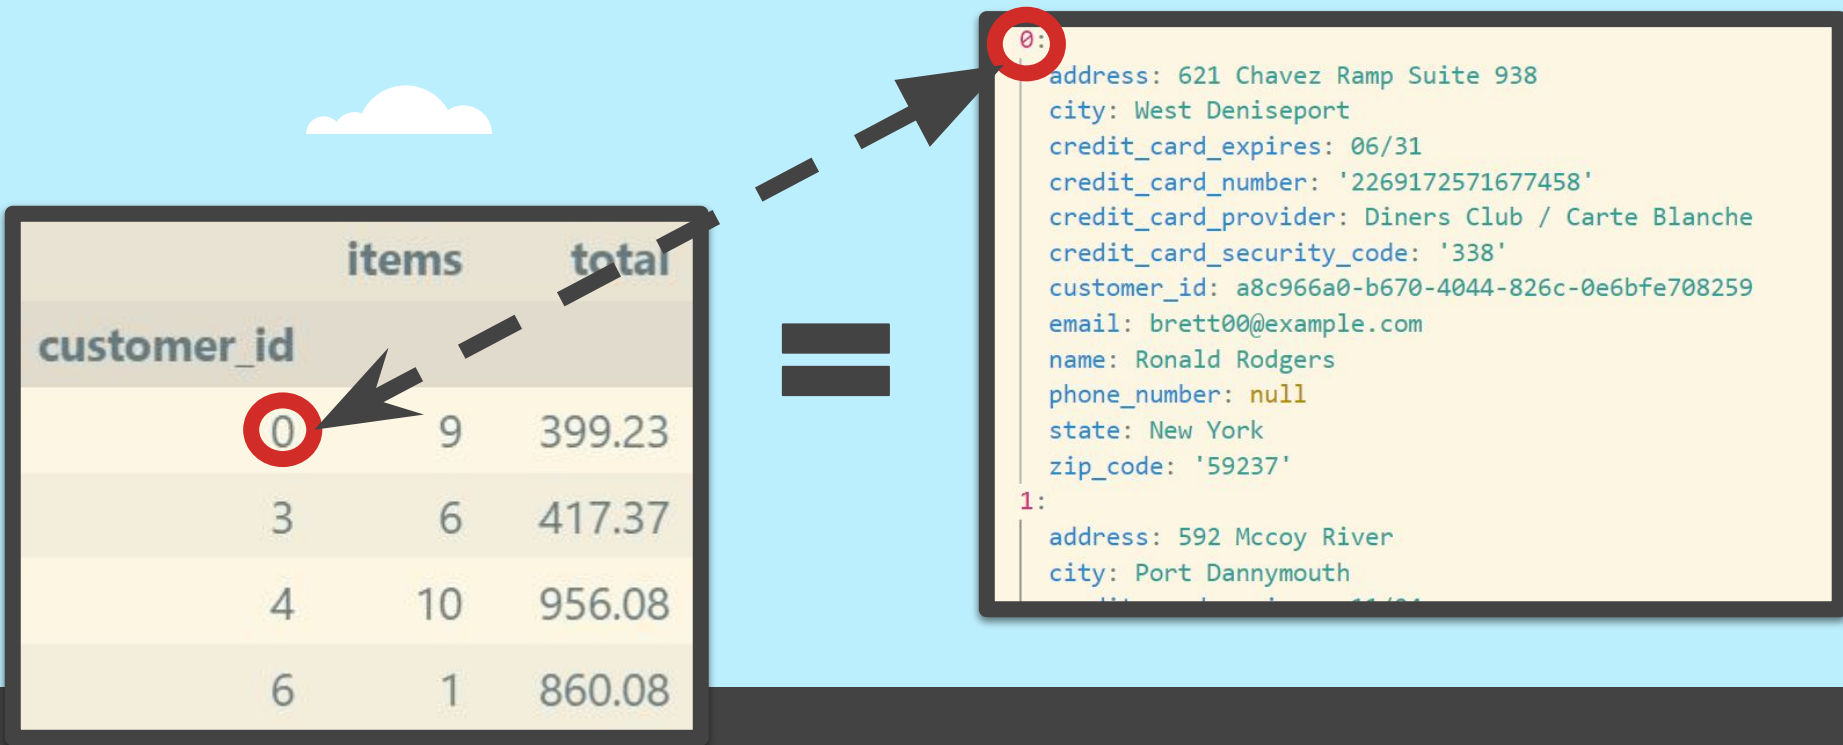 items total
customer_id
0 9 399.23
3 6 417.37
4 10 956.08
6 1 860.08
0:
address: 621 Chavez Ramp Suite 938
city: West Deniseport
credit_card_expires: 06/31
credit_card_number: '2269172571677458'
credit_card_provider: Diners Club / Carte Blanche
credit_card_security_code: '338'
customer_id: a8c966a0-b670-4044-826c-0e6bfe708259
email: brett00@example.com
name: Ronald Rodgers
phone_number: null
state: New York
zip_code: '59237'
1:
address: 592 Mccoy River
city: Port Dannymouth